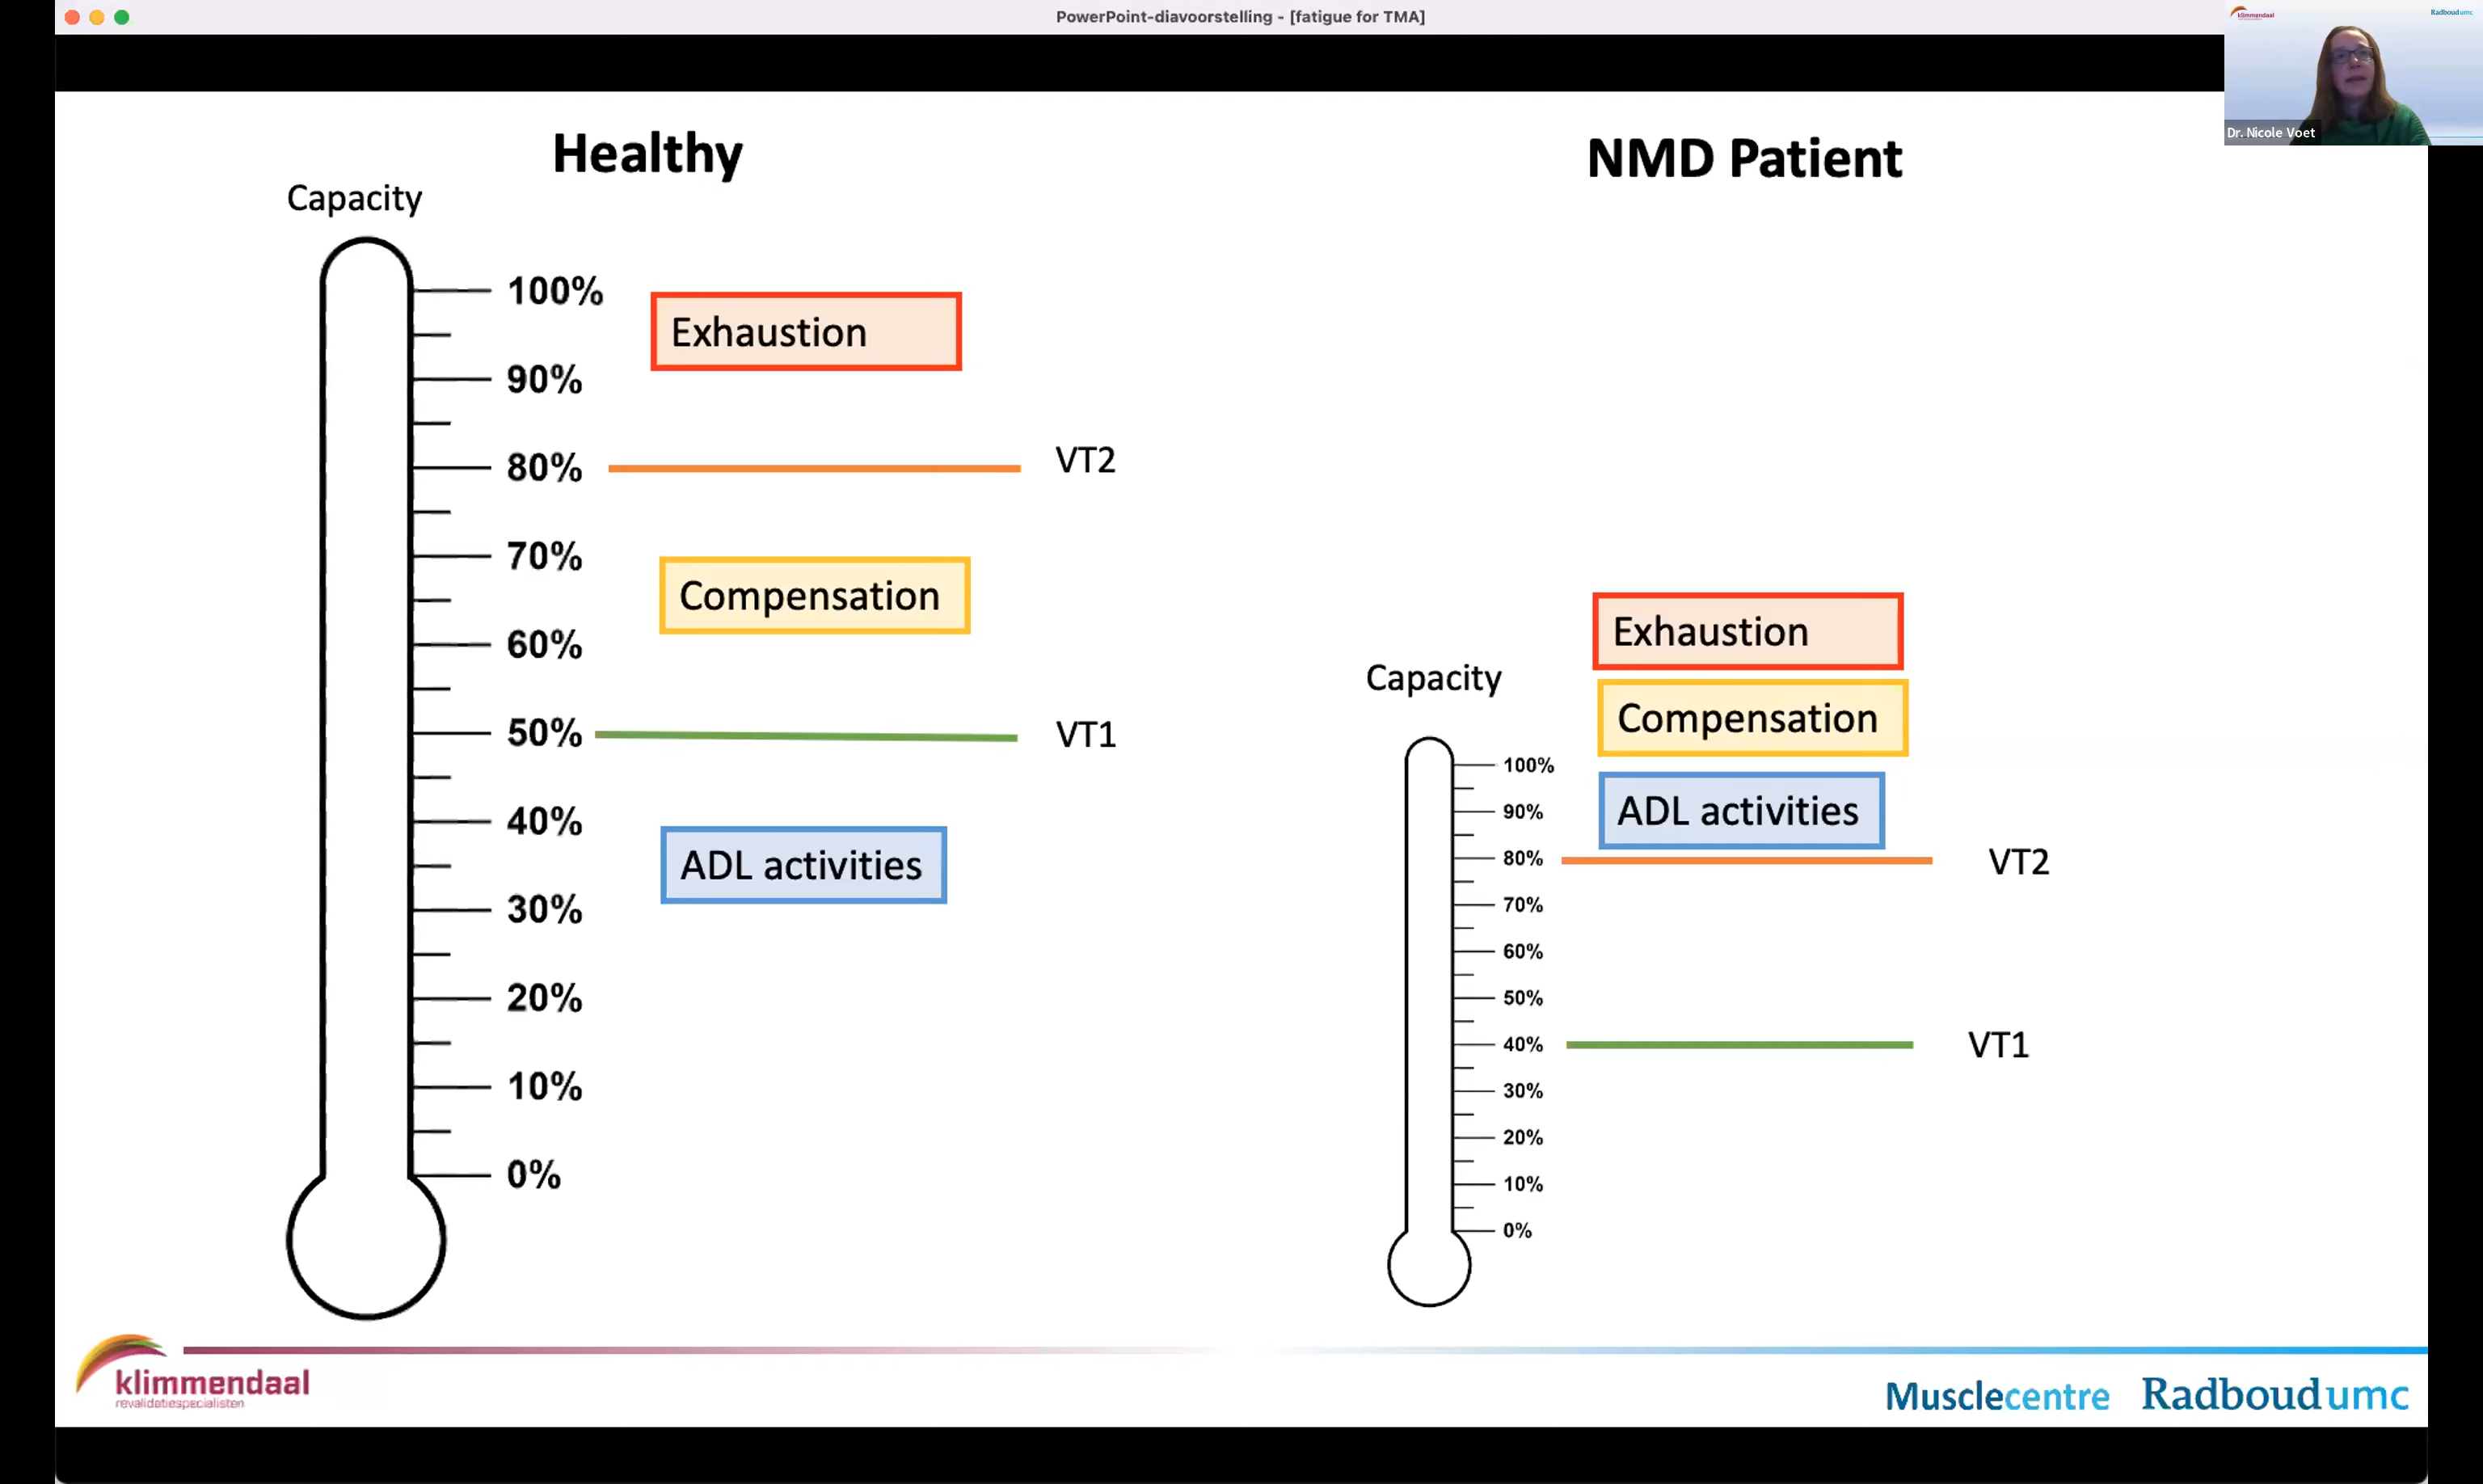 PowerPoint-diavoorstelling - [fatigue for TMA]
klimmendaal
Radboudumc
Dr. Nicole Voet
Healthy
Capacity
100%
90%
80%
70%
60%
50%
40%
30%
20%
10%
0%
Exhaustion
VT2
Compensation
VT1
ADL activities
NMD Patient
Exhaustion
Compensation
ADL activities
Capacity
100%
90%
80%
70%
60%
50%
40%
30%
20%
10%
0%
VT2
VT1
klimmendaal
revalidatiespecialisten
Musclecentre Radboudumc